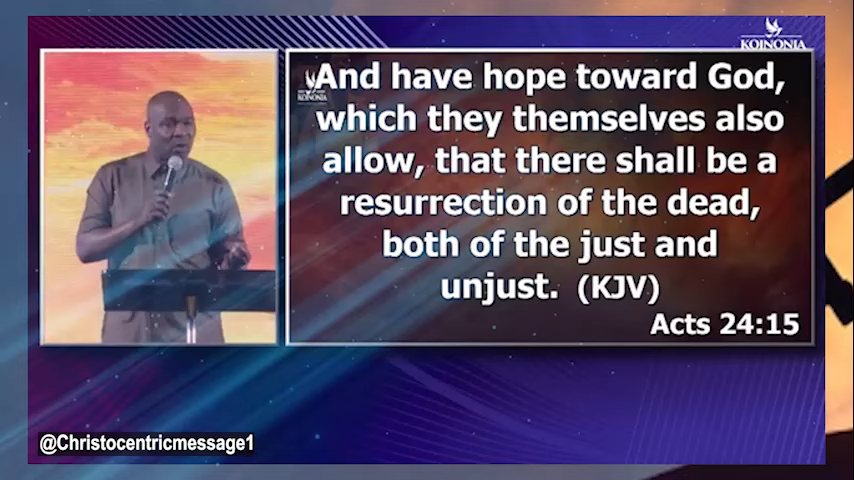 KOINONIA
KOINONIA
And have hope toward God,
which they themselves also
allow, that there shall be a
resurrection of the dead,
both of the just and
unjust. (KJV)
Acts 24:15
@Christocentricmessage1